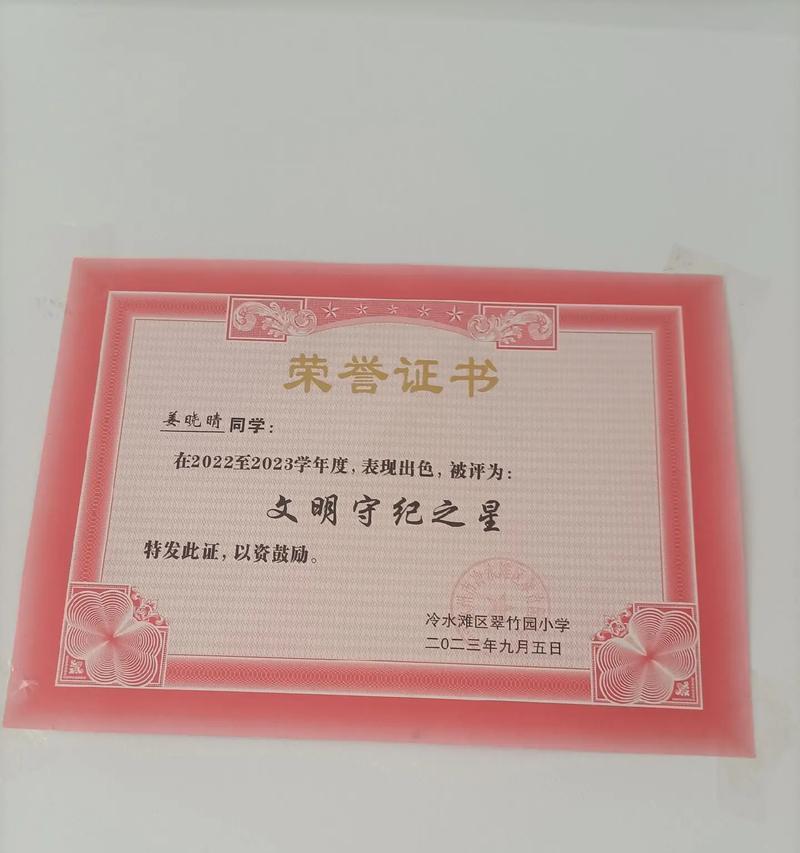 荣誉证书
姜晓晴 同学：
在2022至2023学年度，表现出色，被评为：
文明守纪之星
特发此证，以资鼓励。
冷水滩区翠竹园小学
二〇二三年九月五日